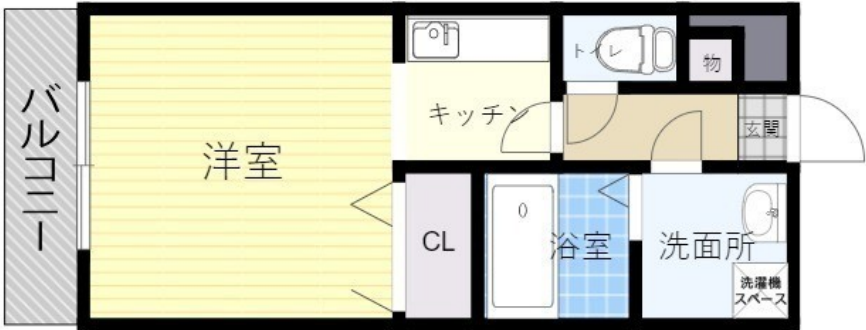 バルコニー
洋室
キッチン
トイレ
物
玄関
CL
浴室
洗面所
洗濯機
スペース